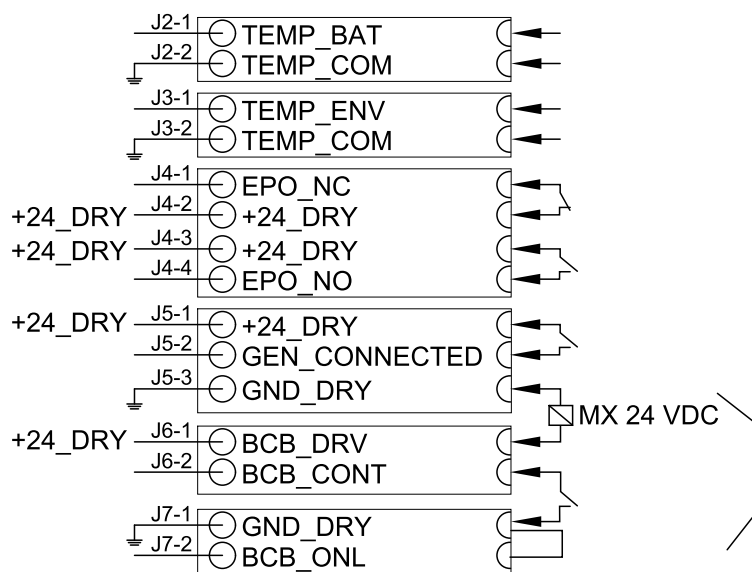 J2-1 TEMP_BAT
J2-2 TEMP_COM
J3-1 TEMP_ENV
J3-2 TEMP_COM
J4-1 EPO_NC
+24_DRY J4-2 +24_DRY
+24_DRY J4-3 +24_DRY
J4-4 EPO_NO
+24_DRY J5-1 +24_DRY
J5-2 GEN_CONNECTED
J5-3 GND_DRY
MX 24 VDC
+24_DRY J6-1 BCB_DRV
J6-2 BCB_CONT
J7-1 GND_DRY
J7-2 BCB_ONL